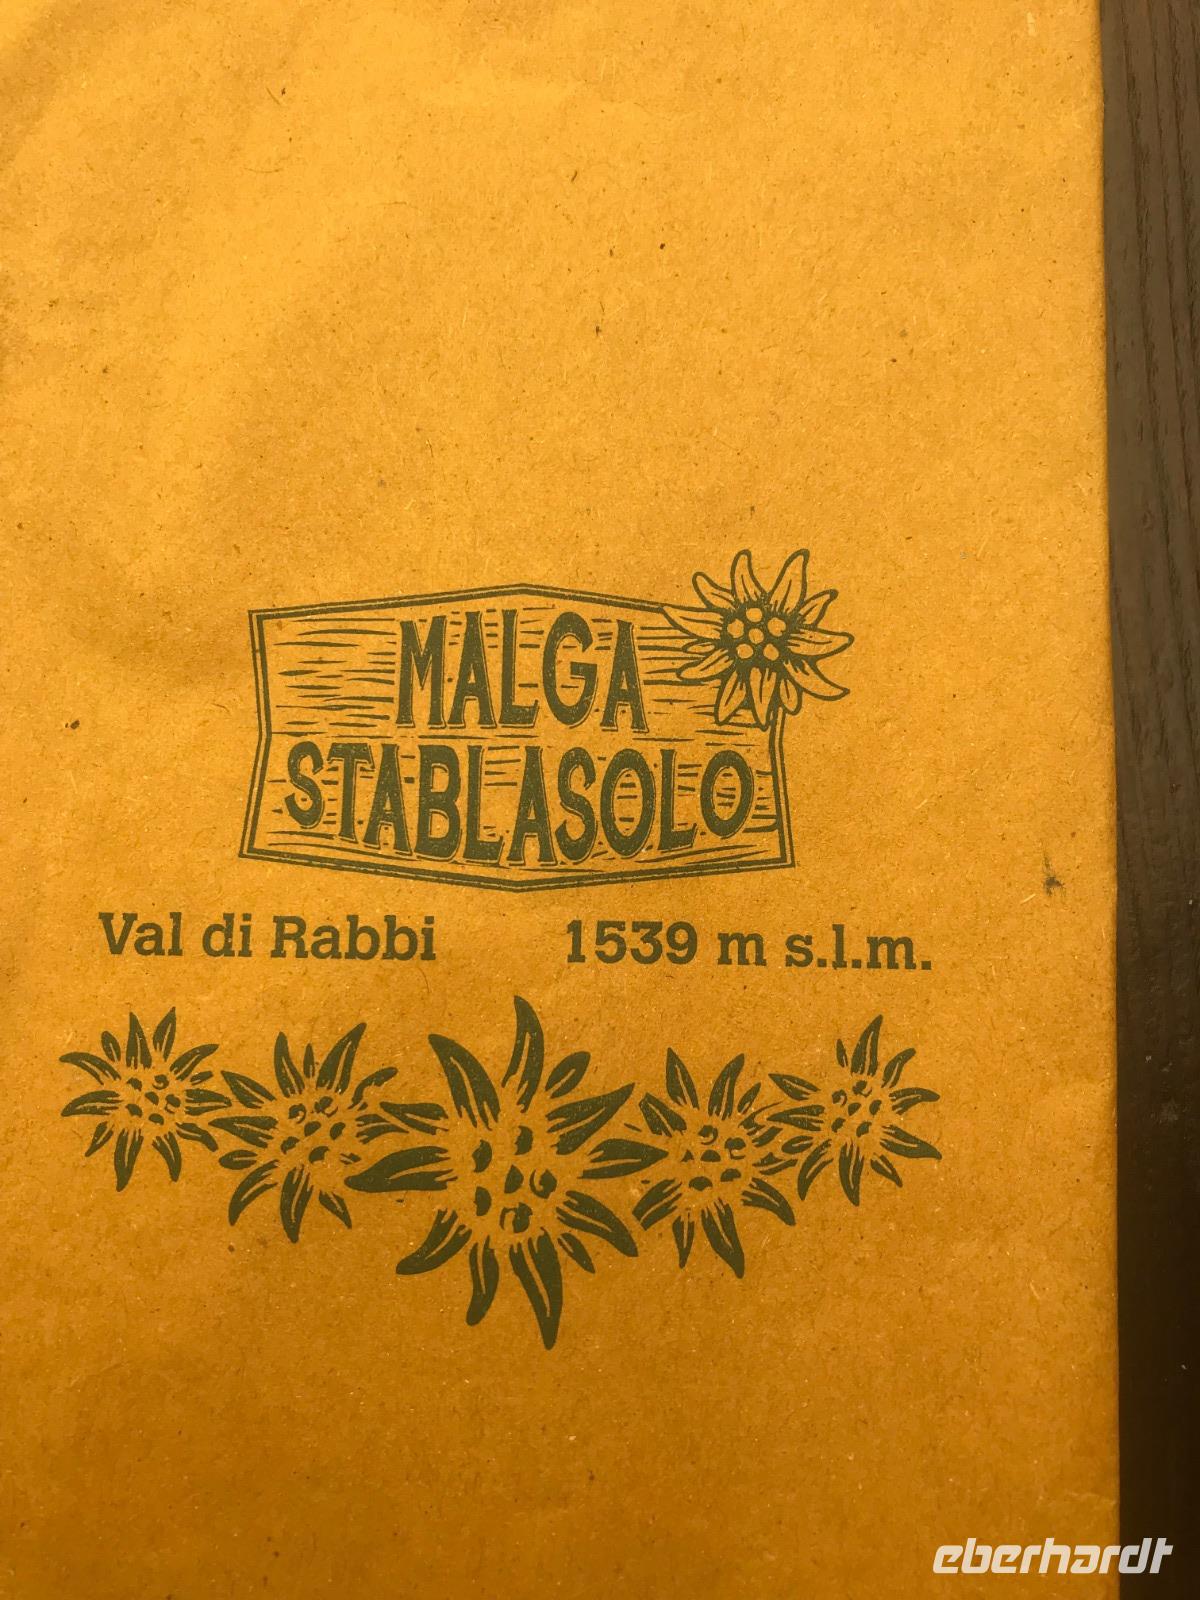 MALGA
STABLASOLO
Val di Rabbi 1539 m s.l.m.
eberhardt